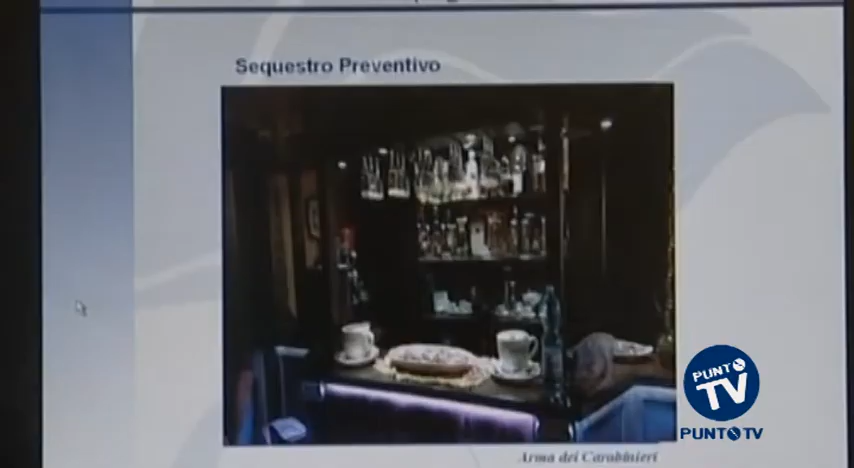 Sequestro Preventivo
Arma dei Carabinieri
PUNTO
TV
PUNTO TV